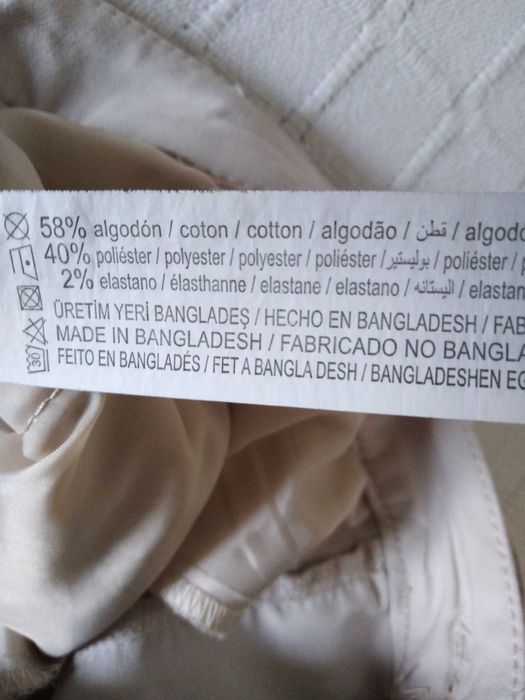 58% algodón / coton / cotton / algodão / قطن / algodo
40% poliéster / polyester / polyester / poliéster / بوليستير / poliéster /
2% elastano / élasthanne / elastane / elastano / اليستانه / elastan
ÜRETİM YERİ BANGLADEŞ / HECHO EN BANGLADESH / FAB
MADE IN BANGLADESH / FABRICADO NO BANGLA
FEITO EN BANGLADÉS / FET A BANGLA DESH / BANGLADESHEN EG
30